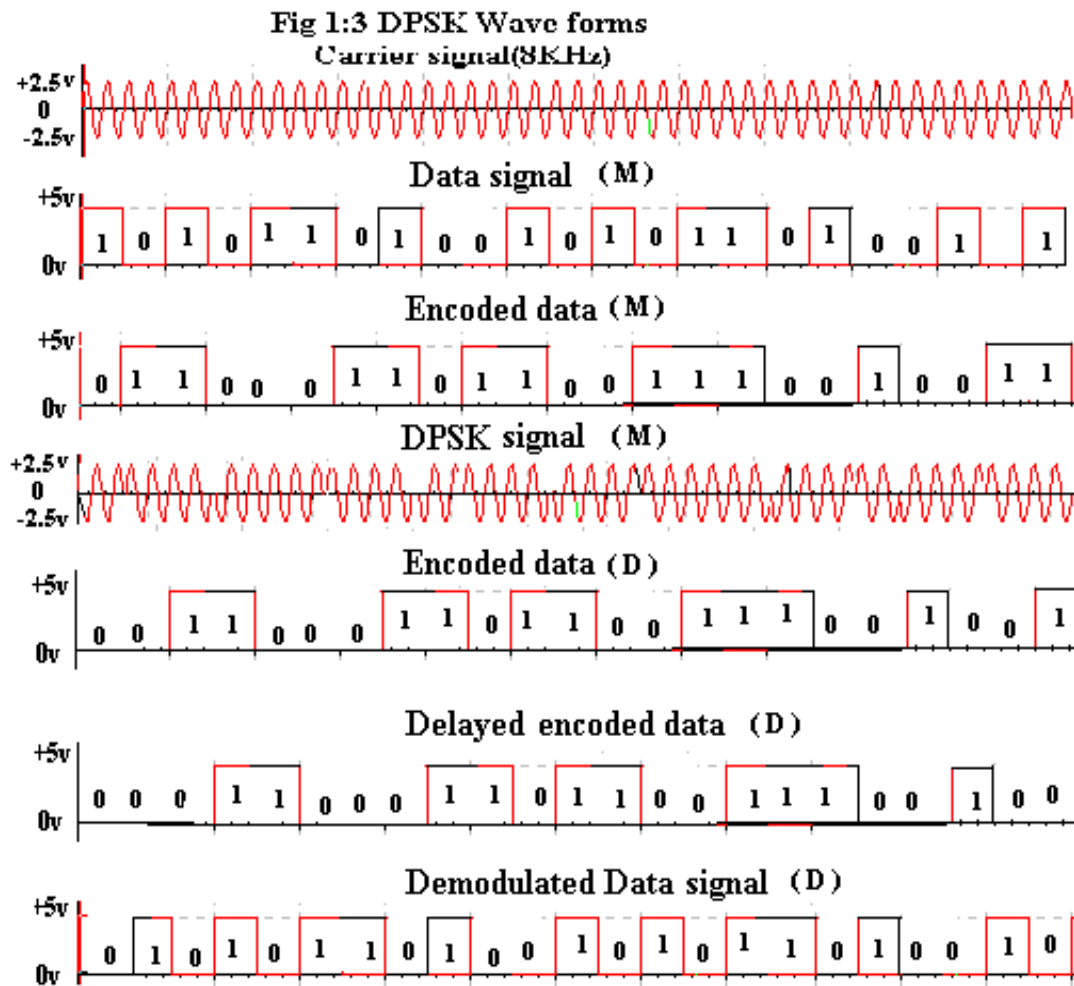 Fig 1:3 DPSK Wave forms
Carrier signal(8KHz)
+2.5v
0
-2.5v
Data signal (M)
+5v
1 0 1 0 1 1 0 1 0 0 1 0 1 0 1 1 0 1 0 0 1 1
0v
Encoded data (M)
+5v
0 1 1 0 0 0 1 1 0 1 1 0 0 1 1 1 0 0 1 0 0 1 1
0v
DPSK signal (M)
+2.5v
0
-2.5v
Encoded data (D)
+5v
0 0 1 1 0 0 0 1 1 0 1 1 0 0 1 1 1 0 0 1 0 0 1
0v
Delayed encoded data (D)
+5v
0 0 0 1 1 0 0 0 1 1 0 1 1 0 0 1 1 1 0 0 1 0 0
0v
Demodulated Data signal (D)
+5v
0 1 0 1 0 1 1 0 1 0 0 1 0 1 0 1 1 0 1 0 0 1 0
0v